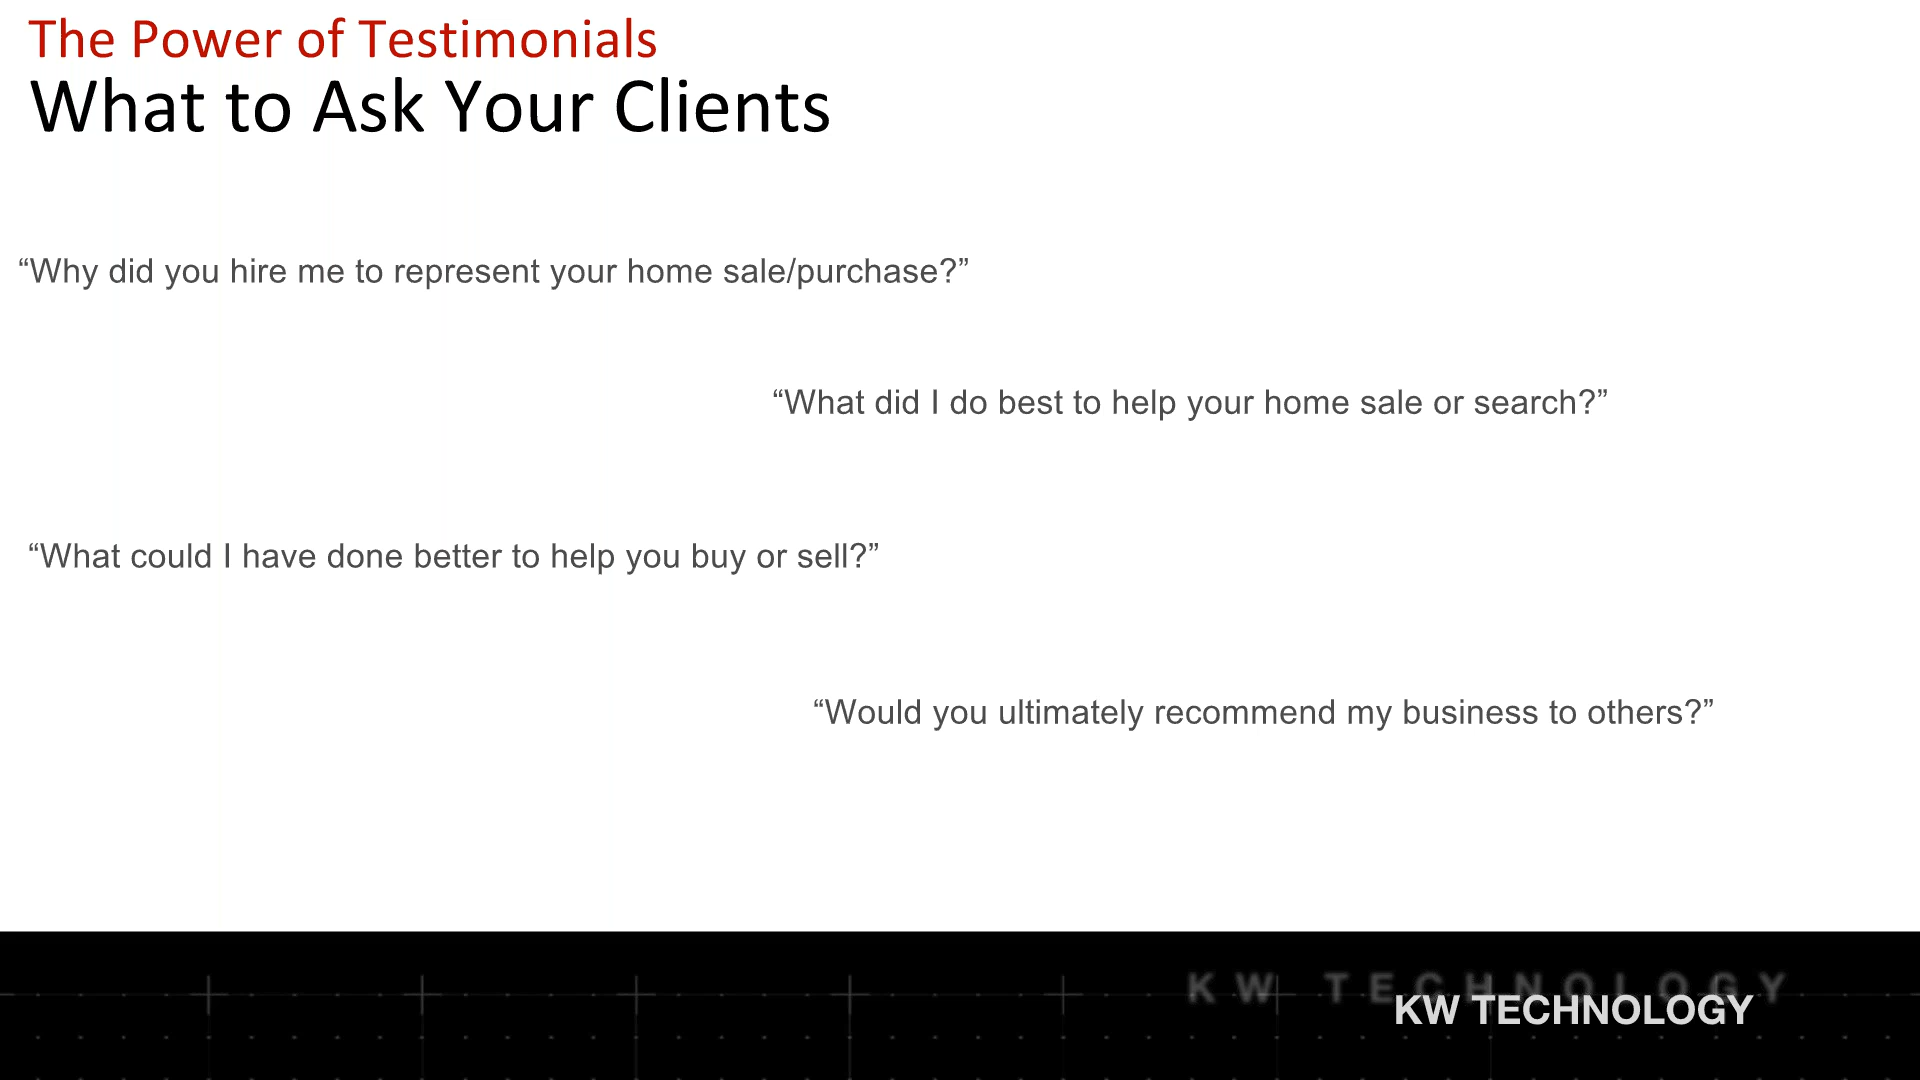 The Power of Testimonials
What to Ask Your Clients
“Why did you hire me to represent your home sale/purchase?”
“What did I do best to help your home sale or search?”
“What could I have done better to help you buy or sell?”
“Would you ultimately recommend my business to others?”
KW TECHNOLOGY
KW TECHNOLOGY